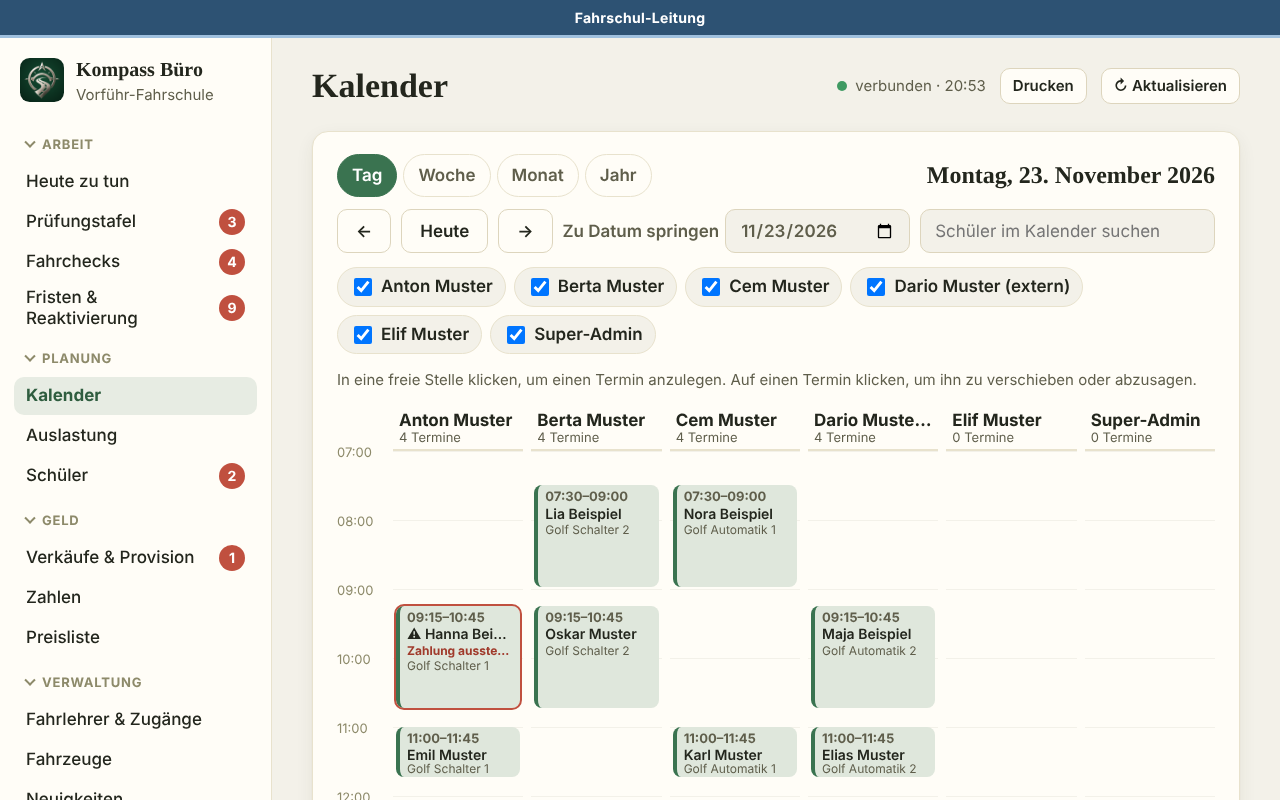 Fahrschul-Leitung
Kompass Büro
Vorführ-Fahrschule
ARBEIT
Heute zu tun
Prüfungstafel 3
Fahrchecks 4
Fristen &
Reaktivierung 9
PLANUNG
Kalender
Auslastung
Schüler 2
GELD
Verkäufe & Provision 1
Zahlen
Preisliste
VERWALTUNG
Fahrlehrer & Zugänge
Fahrzeuge
Neuigkeiten
Kalender
verbunden · 20:53
Drucken
↻ Aktualisieren
Tag Woche Monat Jahr
Montag, 23. November 2026
← Heute → Zu Datum springen 11/23/2026 Schüler im Kalender suchen
Anton Muster Berta Muster Cem Muster Dario Muster (extern)
Elif Muster Super-Admin
In eine freie Stelle klicken, um einen Termin anzulegen. Auf einen Termin klicken, um ihn zu verschieben oder abzusagen.
Anton Muster Berta Muster Cem Muster Dario Muste… Elif Muster Super-Admin
4 Termine 4 Termine 4 Termine 4 Termine 0 Termine 0 Termine
07:00
07:30–09:00 07:30–09:00
Lia Beispiel Nora Beispiel
08:00
Golf Schalter 2 Golf Automatik 1
09:00
09:15–10:45 09:15–10:45 09:15–10:45
⚠ Hanna Bei… Oskar Muster Maja Beispiel
Zahlung ausste…
Golf Schalter 2 Golf Automatik 2
10:00
Golf Schalter 1
11:00
11:00–11:45 11:00–11:45 11:00–11:45
Emil Muster Karl Muster Elias Muster
Golf Schalter 1 Golf Automatik 1 Golf Automatik 2
12:00